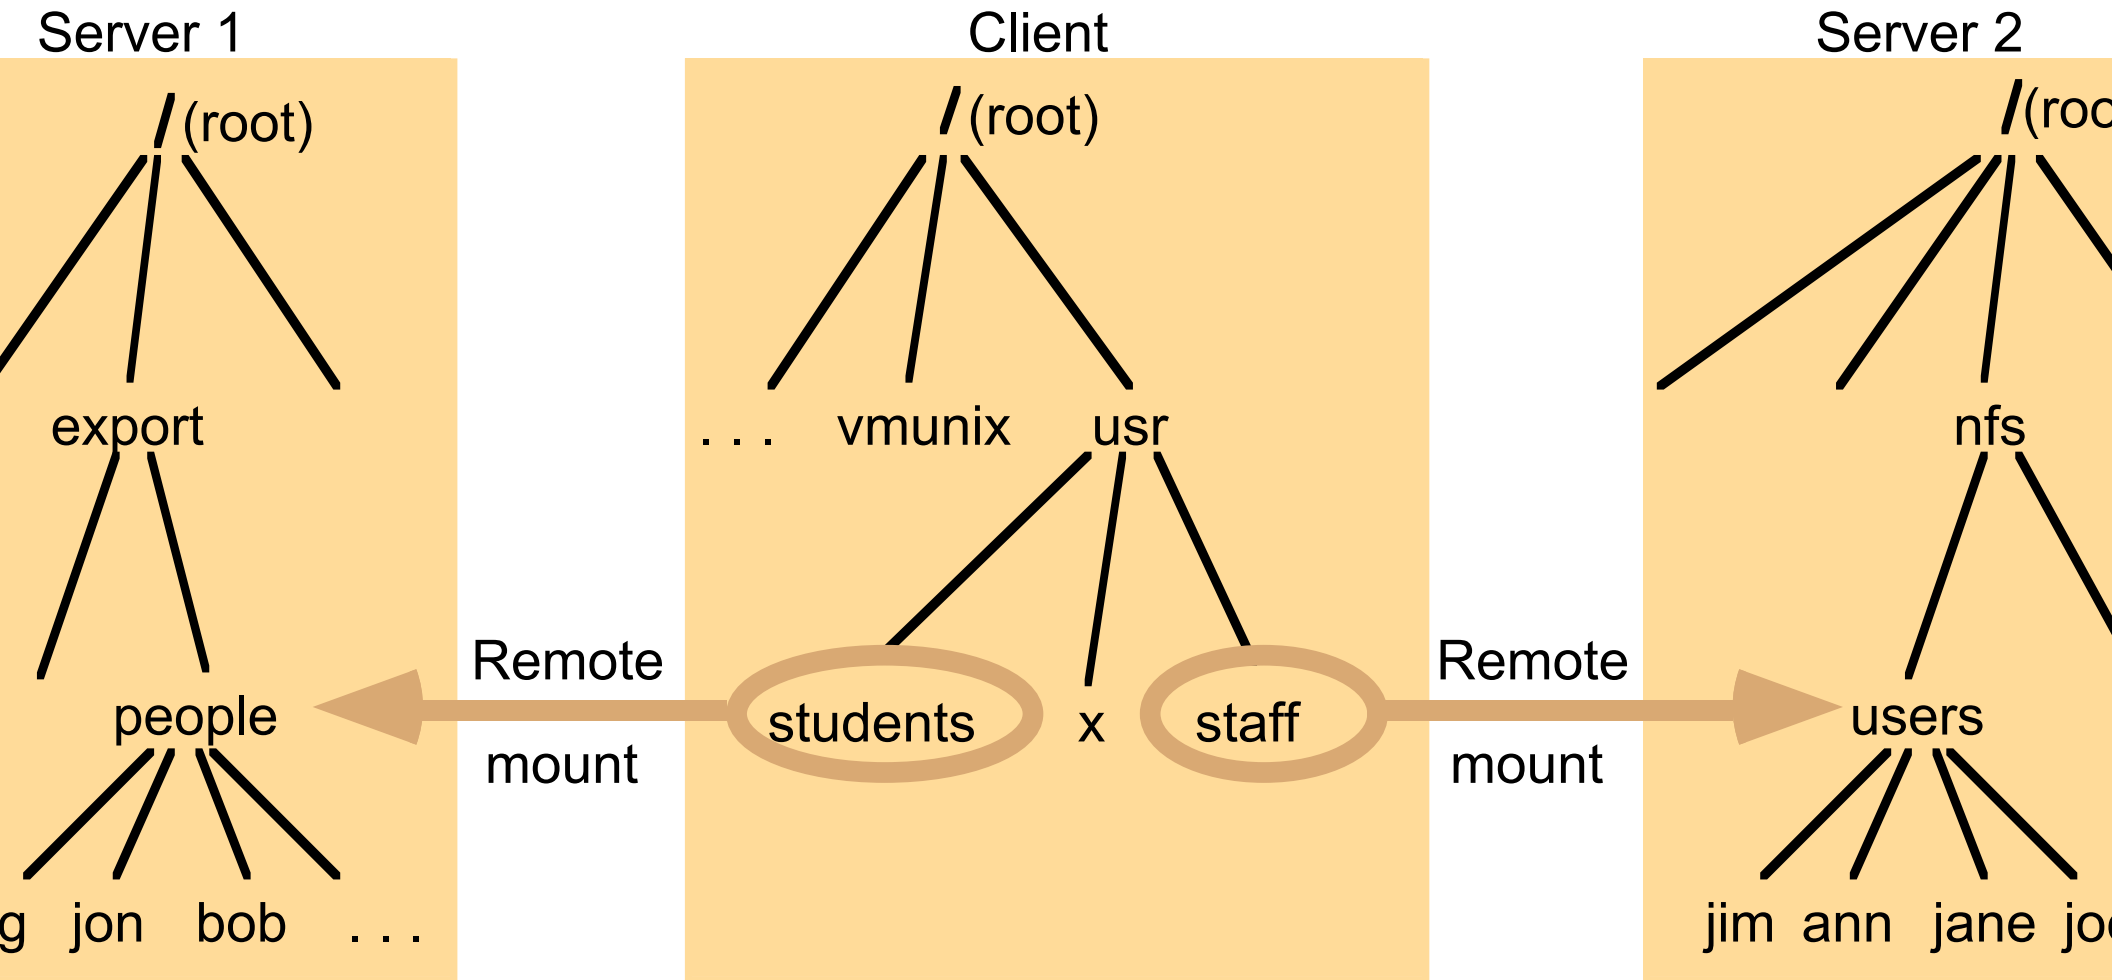 Server 1
Client
Server 2
/ (root)
/ (root)
/
export
. . . vmunix usr
nfs
Remote
mount
Remote
mount
people
students x staff
users
jon bob . . .
jim ann jane